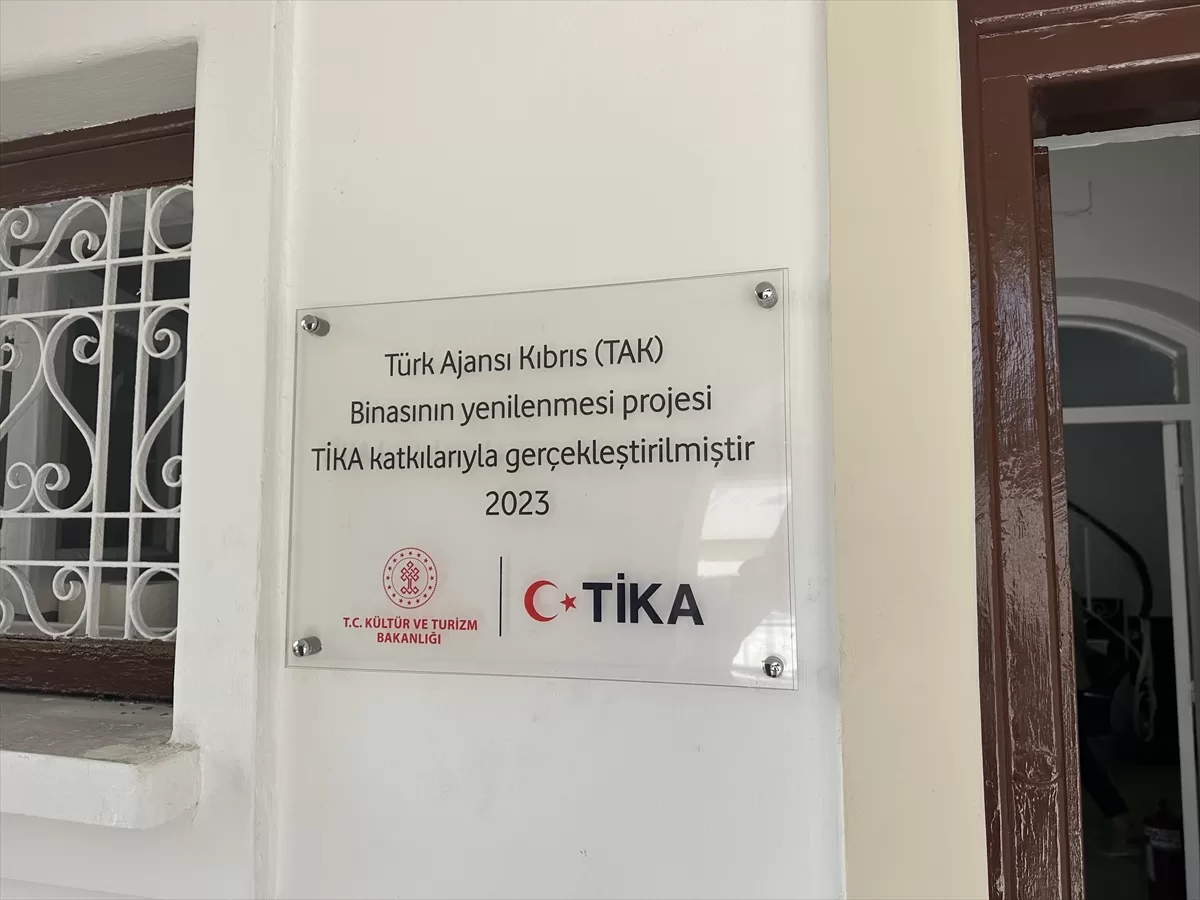 Türk Ajansı Kıbrıs (TAK)
Binasının yenilenmesi projesi
TİKA katkılarıyla gerçekleştirilmiştir
2023
T.C. KÜLTÜR VE TURİZM
BAKANLIĞI
TİKA